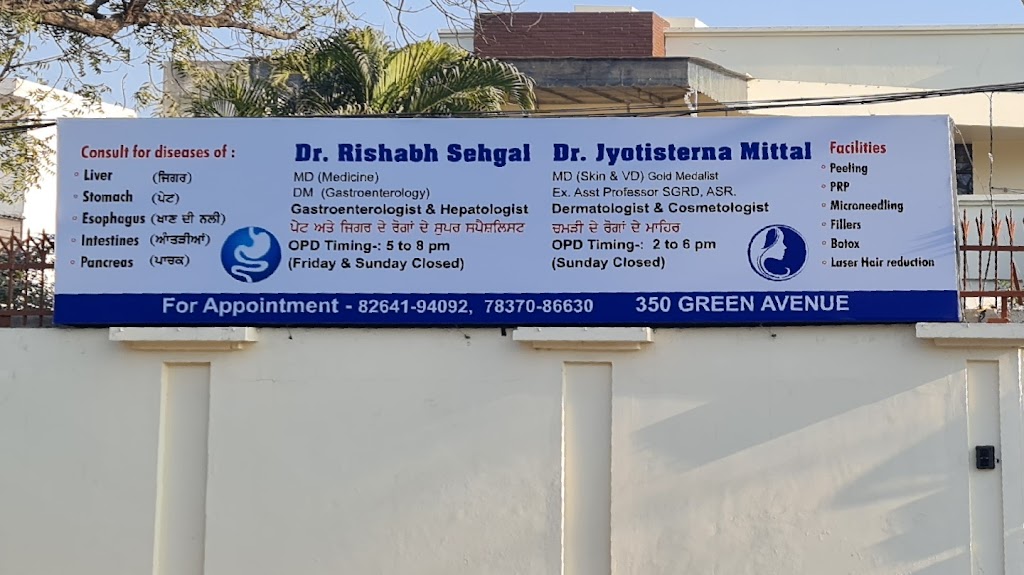 Consult for diseases of :
Liver (ਜਿਗਰ)
Stomach (ਪੇਟ)
Esophagus (ਖਾਣ ਦੀ ਨਲੀ)
Intestines (ਆਂਤੜੀਆਂ)
Pancreas (ਪਾਚਕ)
Dr. Rishabh Sehgal
MD (Medicine)
DM (Gastroenterology)
Gastroenterologist & Hepatologist
ਪੇਟ ਅਤੇ ਜਿਗਰ ਦੇ ਰੋਗਾਂ ਦੇ ਸੁਪਰ ਸਪੈਸ਼ਲਿਸਟ
OPD Timing-: 5 to 8 pm
(Friday & Sunday Closed)
Dr. Jyotisterna Mittal
MD (Skin & VD) Gold Medalist
Ex. Asst Professor SGRD, ASR.
Dermatologist & Cosmetologist
ਚਮੜੀ ਦੇ ਰੋਗਾਂ ਦੇ ਮਾਹਿਰ
OPD Timing-: 2 to 6 pm
(Sunday Closed)
Facilities
Peeling
PRP
Microneedling
Fillers
Botox
Laser Hair reduction
For Appointment - 82641-94092, 78370-86630 350 GREEN AVENUE